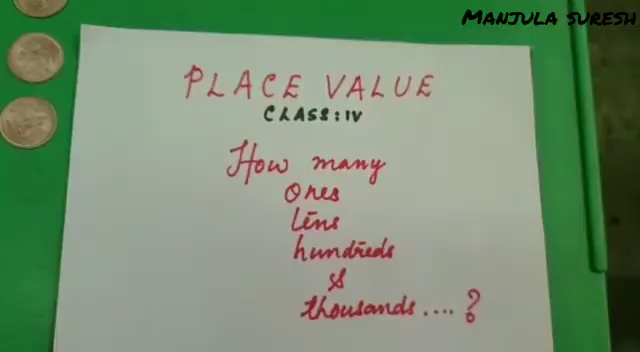 MANJULA SURESH
PLACE VALUE
CLASS: IV
How many
ones
tens
hundreds
&
thousands .... ?